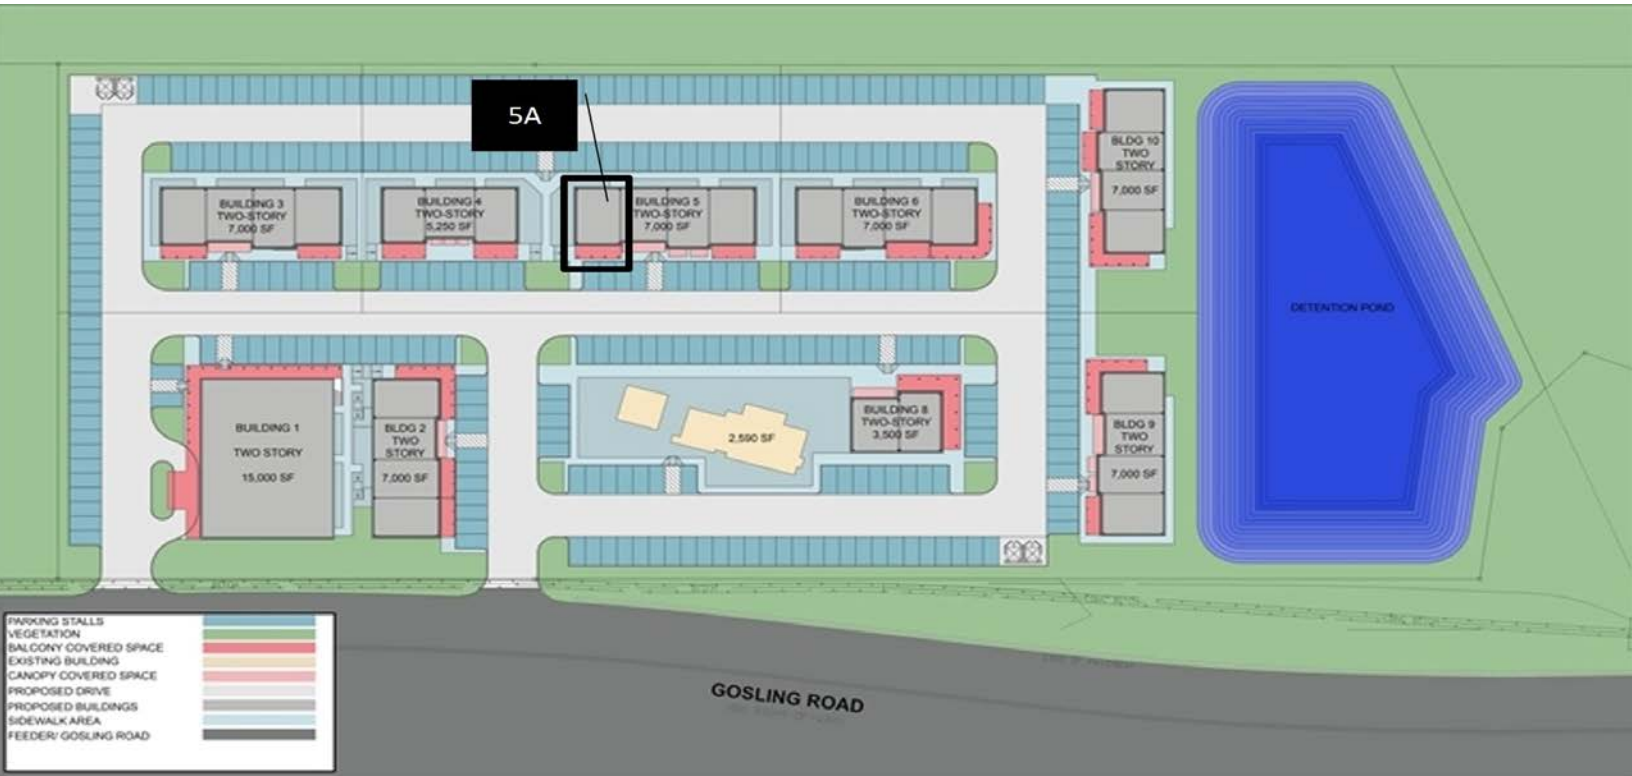 5A
BUILDING 3
TWO-STORY
7,000 SF
BUILDING 4
TWO-STORY
5,250 SF
BUILDING 5
TWO-STORY
7,000 SF
BUILDING 6
TWO-STORY
7,000 SF
BLDG 10
TWO
STORY
7,000 SF
DETENTION POND
BUILDING 1
TWO STORY
15,000 SF
BLDG 2
TWO
STORY
7,000 SF
2,590 SF
BUILDING 8
TWO-STORY
3,500 SF
BLDG 9
TWO
STORY
7,000 SF
GOSLING ROAD
PARKING STALLS
VEGETATION
BALCONY COVERED SPACE
EXISTING BUILDING
CANOPY COVERED SPACE
PROPOSED DRIVE
PROPOSED BUILDINGS
SIDEWALK AREA
FEEDER/ GOSLING ROAD